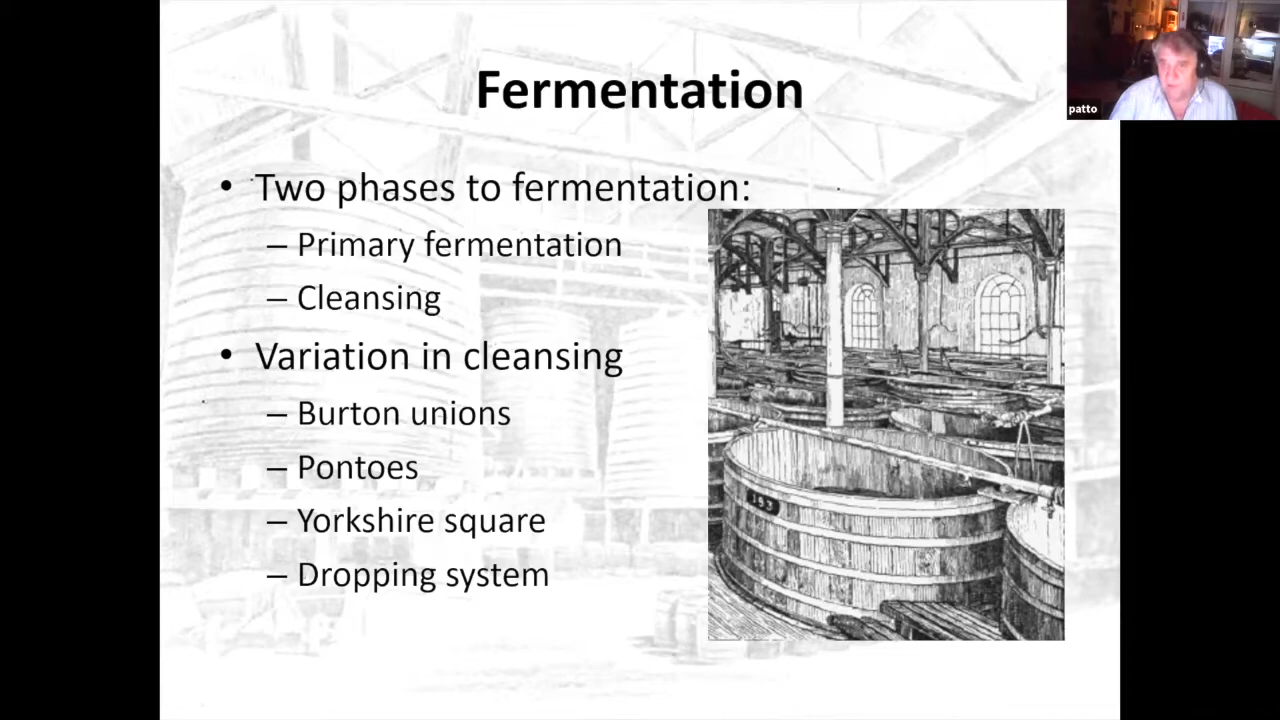 Fermentation
patto
• Two phases to fermentation:
– Primary fermentation
– Cleansing
• Variation in cleansing
– Burton unions
– Pontoes
– Yorkshire square
– Dropping system
193